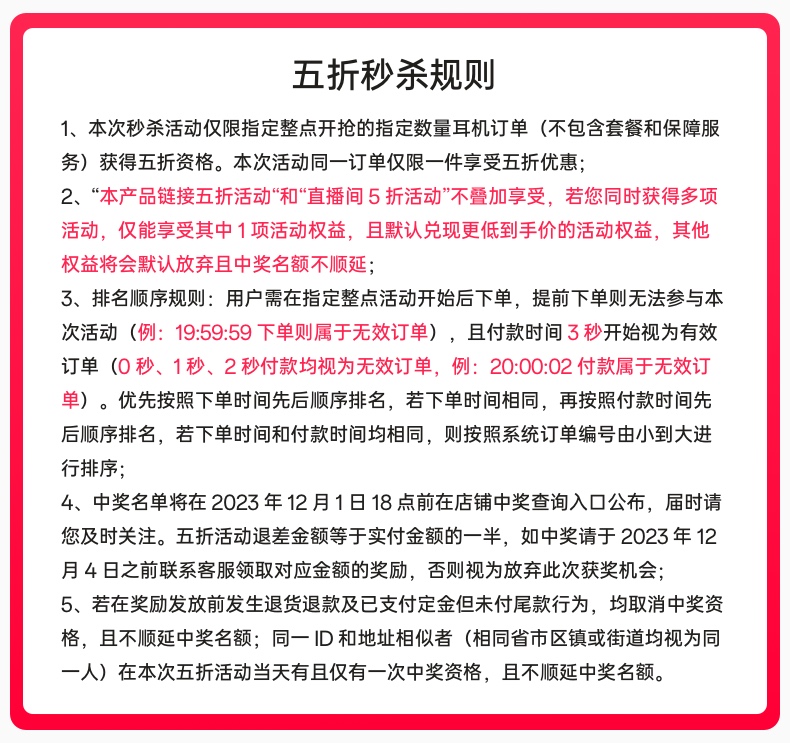 五折秒杀规则
1、本次秒杀活动仅限指定整点开抢的指定数量耳机订单（不包含套餐和保障服
务）获得五折资格。本次活动同一订单仅限一件享受五折优惠；
2、“本产品链接五折活动“和“直播间 5 折活动”不叠加享受，若您同时获得多项
活动，仅能享受其中 1 项活动权益，且默认兑现更低到手价的活动权益，其他
权益将会默认放弃且中奖名额不顺延；
3、排名顺序规则：用户需在指定整点活动开始后下单，提前下单则无法参与本
次活动（例：19:59:59 下单则属于无效订单），且付款时间 3 秒开始视为有效
订单（0 秒、1 秒、2 秒付款均视为无效订单，例：20:00:02 付款属于无效订
单）。优先按照下单时间先后顺序排名，若下单时间相同，再按照付款时间先
后顺序排名，若下单时间和付款时间均相同，则按照系统订单编号由小到大进
行排序；
4、中奖名单将在 2023 年 12 月 1 日 18 点前在店铺中奖查询入口公布，届时请
您及时关注。五折活动退差金额等于实付金额的一半，如中奖请于 2023 年 12
月 4 日之前联系客服领取对应金额的奖励，否则视为放弃此次获奖机会；
5、若在奖励发放前发生退货退款及已支付定金但未付尾款行为，均取消中奖资
格，且不顺延中奖名额；同一 ID 和地址相似者（相同省市区镇或街道均视为同
一人）在本次五折活动当天有且仅有一次中奖资格，且不顺延中奖名额。